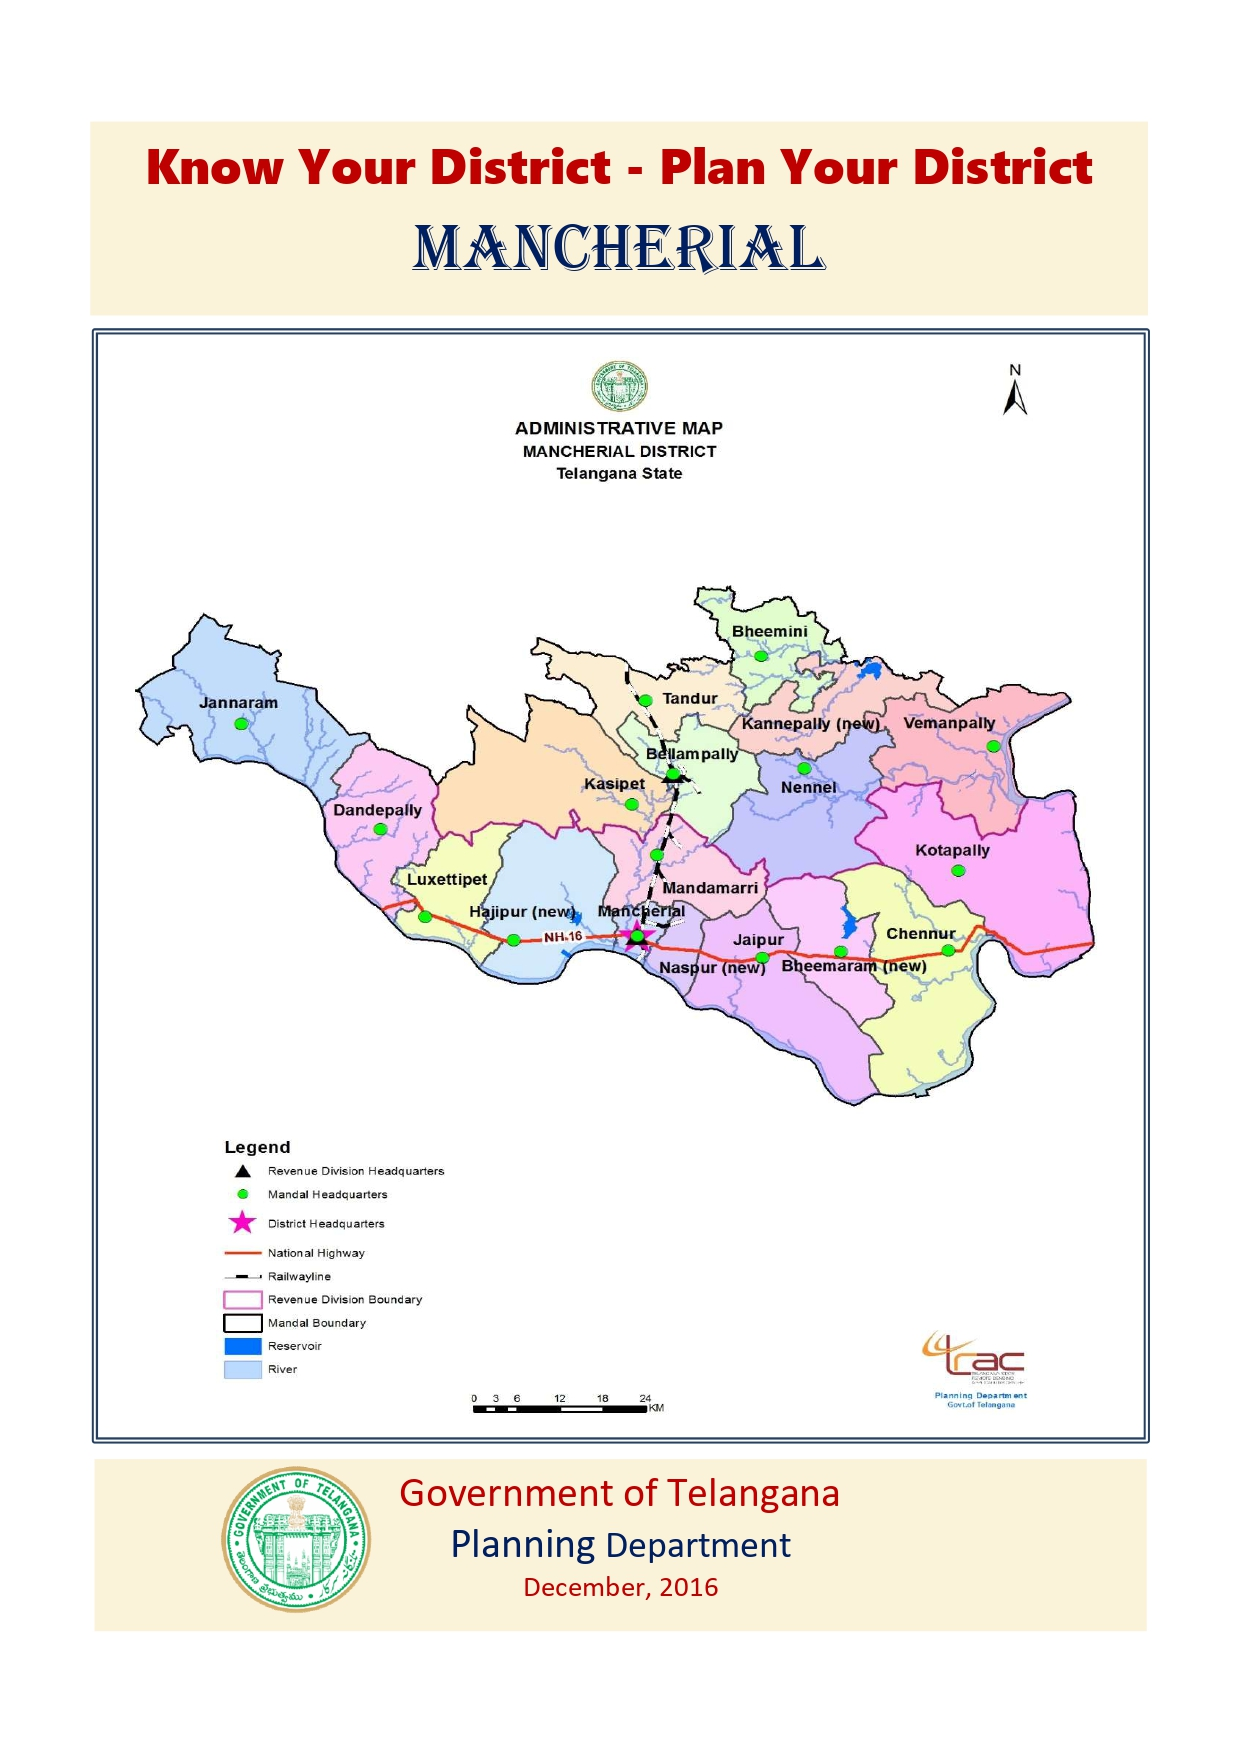 Know Your District - Plan Your District
MANCHERIAL
N
ADMINISTRATIVE MAP
MANCHERIAL DISTRICT
Telangana State
Bheemini
Jannaram
Tandur
Kannepally (new)
Vemanpally
Bellampally
Kasipet
Nennel
Dandepally
Kotapally
Luxettipet
Mandamarri
Hajipur (new)
Mancherial
NH-16
Jaipur
Chennur
Naspur (new)
Bheemaram (new)
Legend
Revenue Division Headquarters
Mandal Headquarters
District Headquarters
National Highway
Railwayline
Revenue Division Boundary
Mandal Boundary
Reservoir
River
0 3 6 12 18 24
KM
trac
Planning Department
Govt.of Telangana
GOVERNMENT OF TELANGANA
Government of Telangana
Planning Department
December, 2016